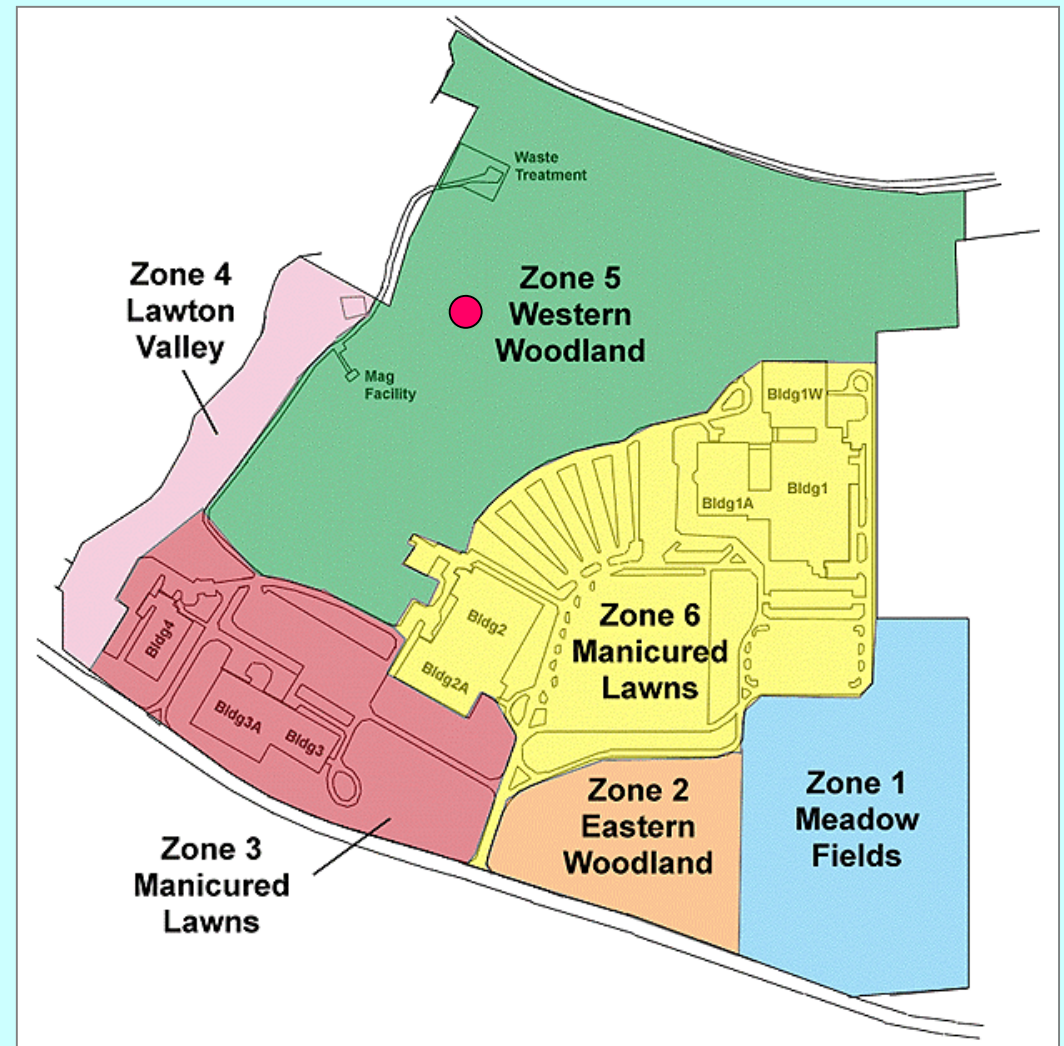 Waste
Treatment
Zone 4
Lawton
Valley
Zone 5
Western
Woodland
Mag
Facility
Bldg1W
Bldg1A
Bldg1
Bldg4
Bldg2
Bldg2A
Zone 6
Manicured
Lawns
Bldg3A
Bldg3
Zone 1
Meadow
Fields
Zone 2
Eastern
Woodland
Zone 3
Manicured
Lawns